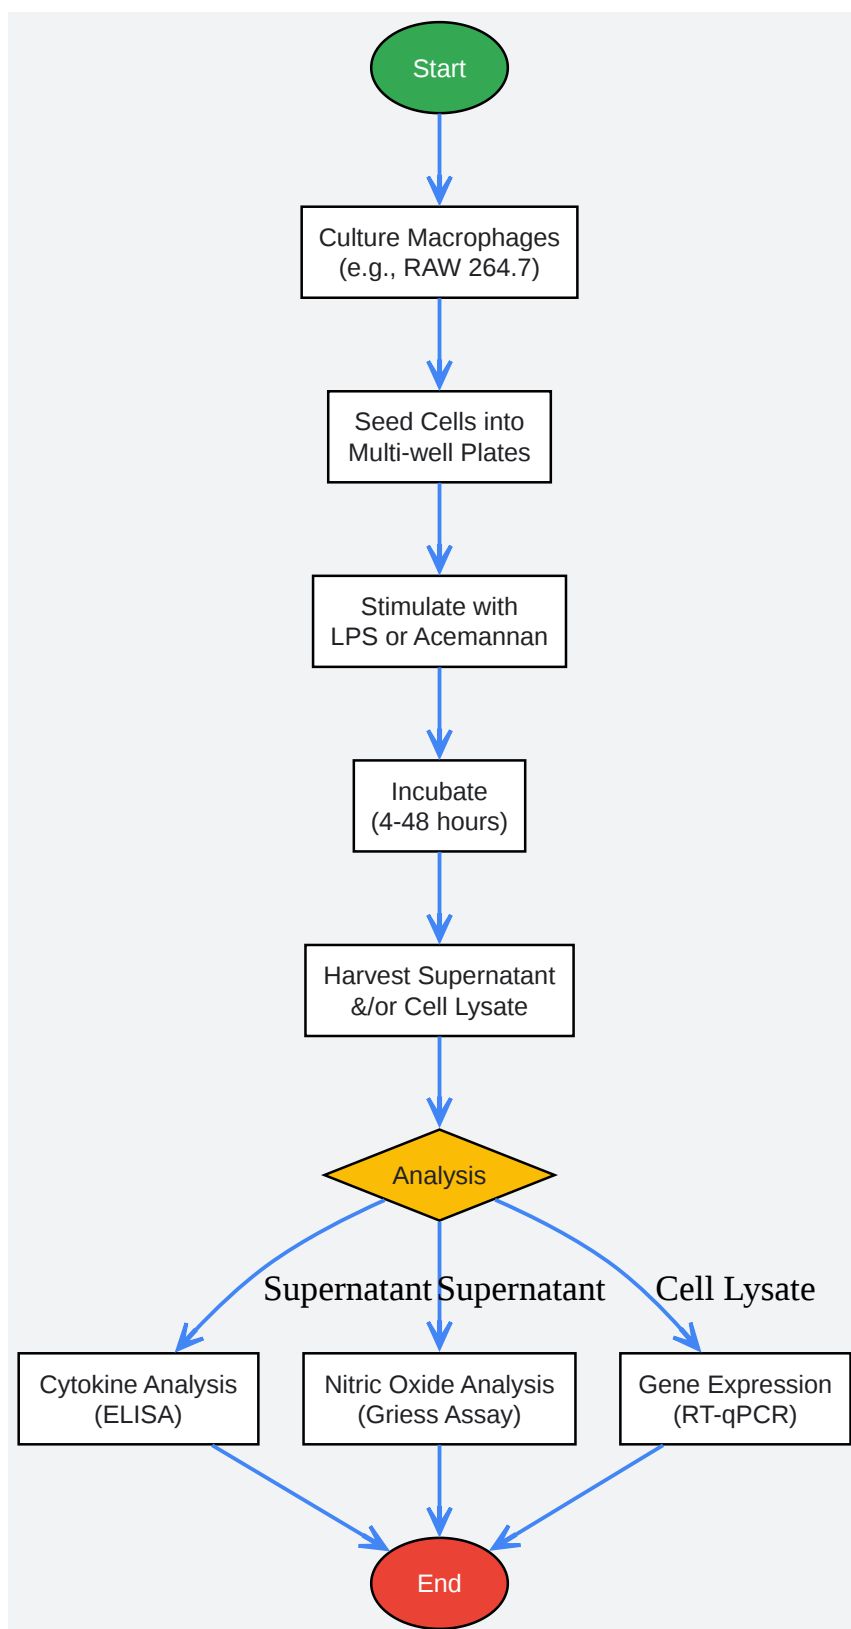 Start
Culture Macrophages
(e.g., RAW 264.7)
Seed Cells into
Multi-well Plates
Stimulate with
LPS or Acemannan
Incubate
(4-48 hours)
Harvest Supernatant
&/or Cell Lysate
Analysis
Supernatant
Supernatant
Cell Lysate
Cytokine Analysis
(ELISA)
Nitric Oxide Analysis
(Griess Assay)
Gene Expression
(RT-qPCR)
End